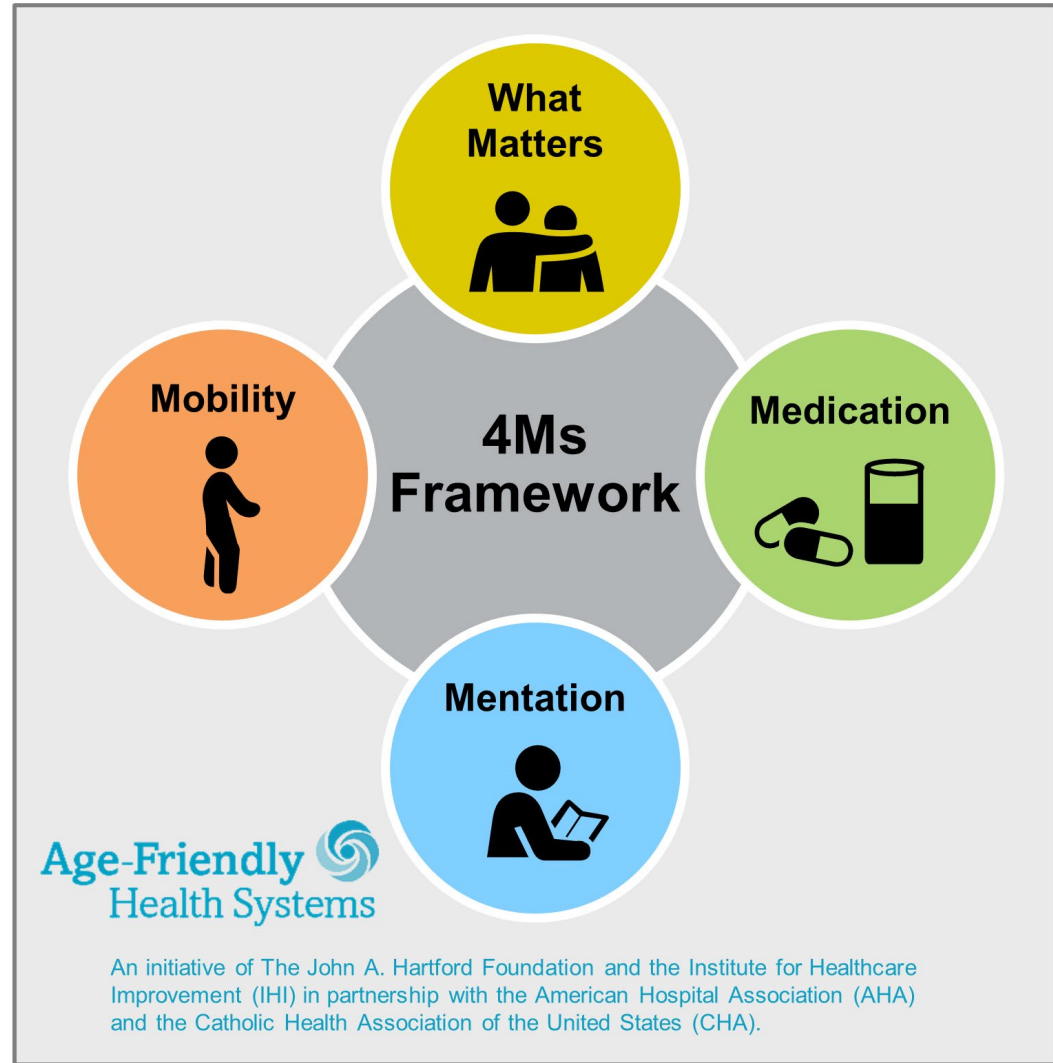 What
Matters
Mobility
4Ms
Framework
Medication
Mentation
Age-Friendly
Health Systems
An initiative of The John A. Hartford Foundation and the Institute for Healthcare
Improvement (IHI) in partnership with the American Hospital Association (AHA)
and the Catholic Health Association of the United States (CHA).